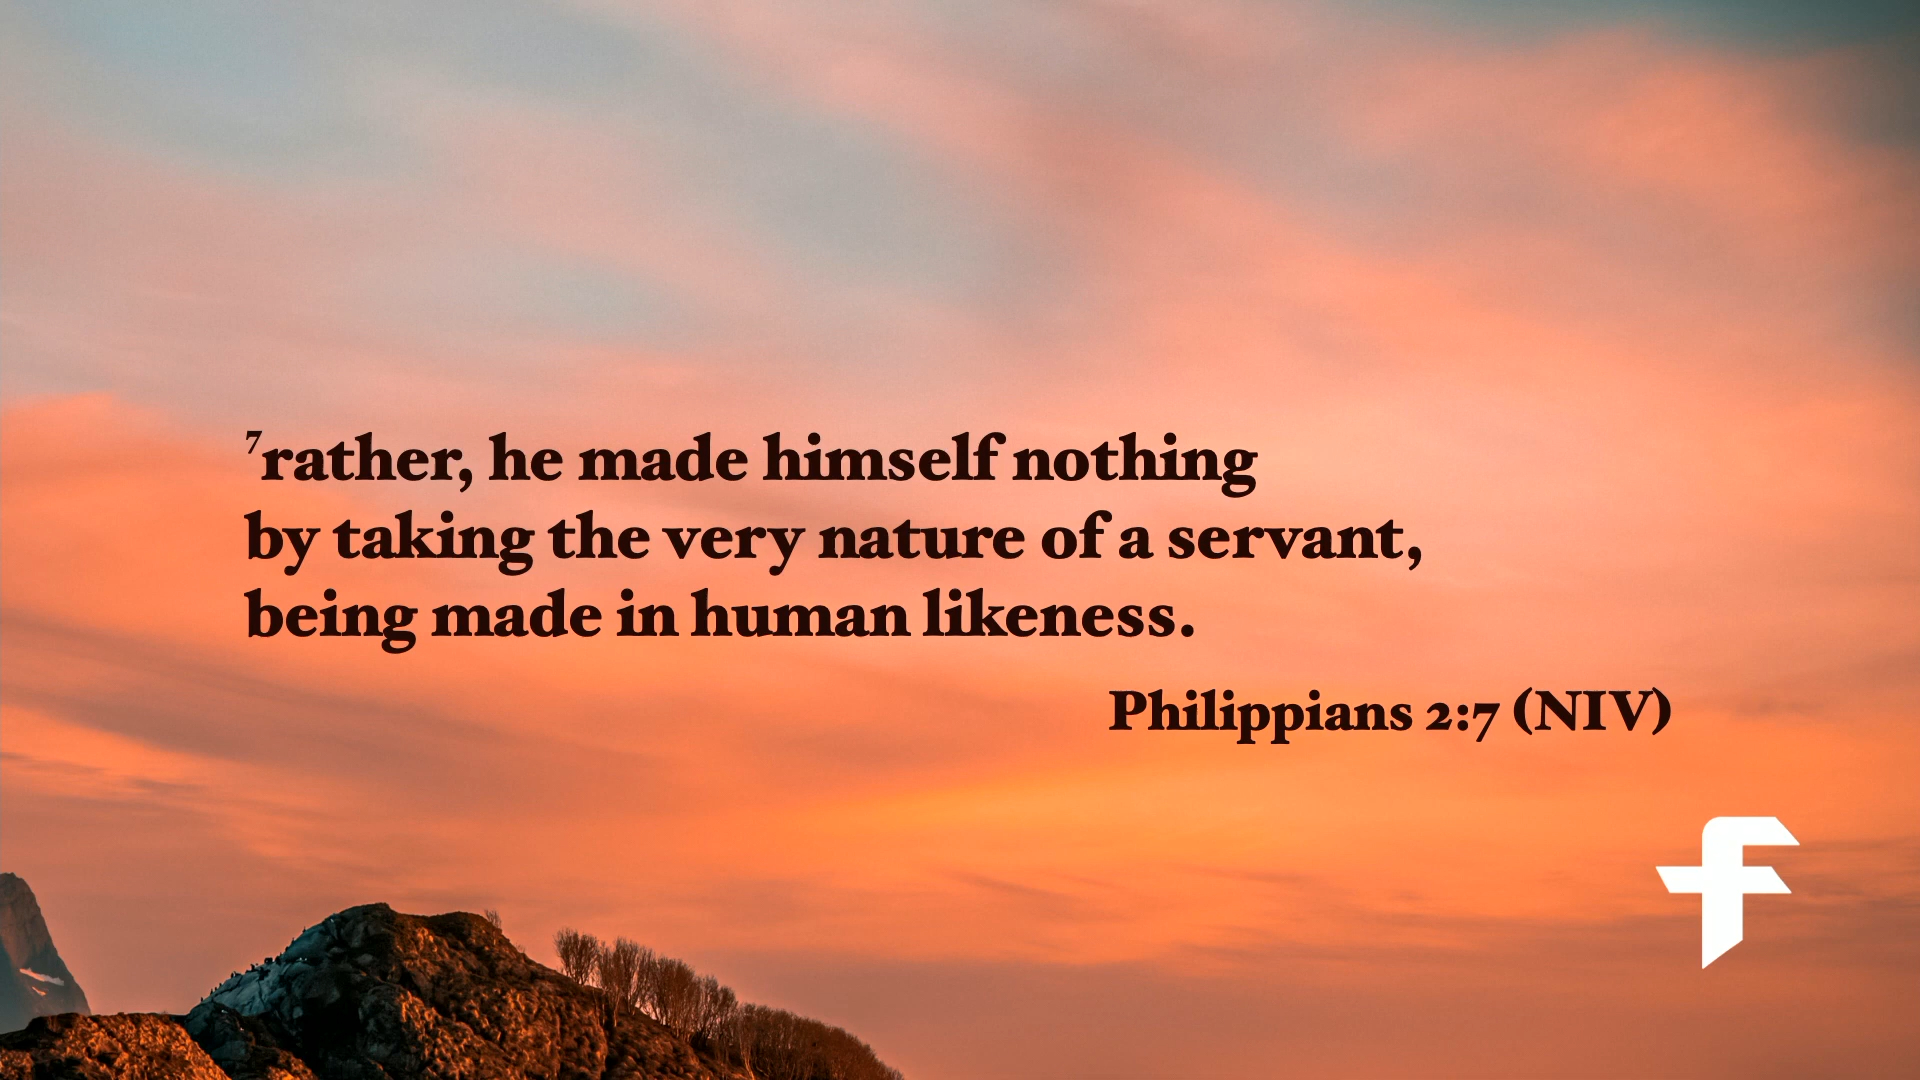 7rather, he made himself nothing
by taking the very nature of a servant,
being made in human likeness.
Philippians 2:7 (NIV)